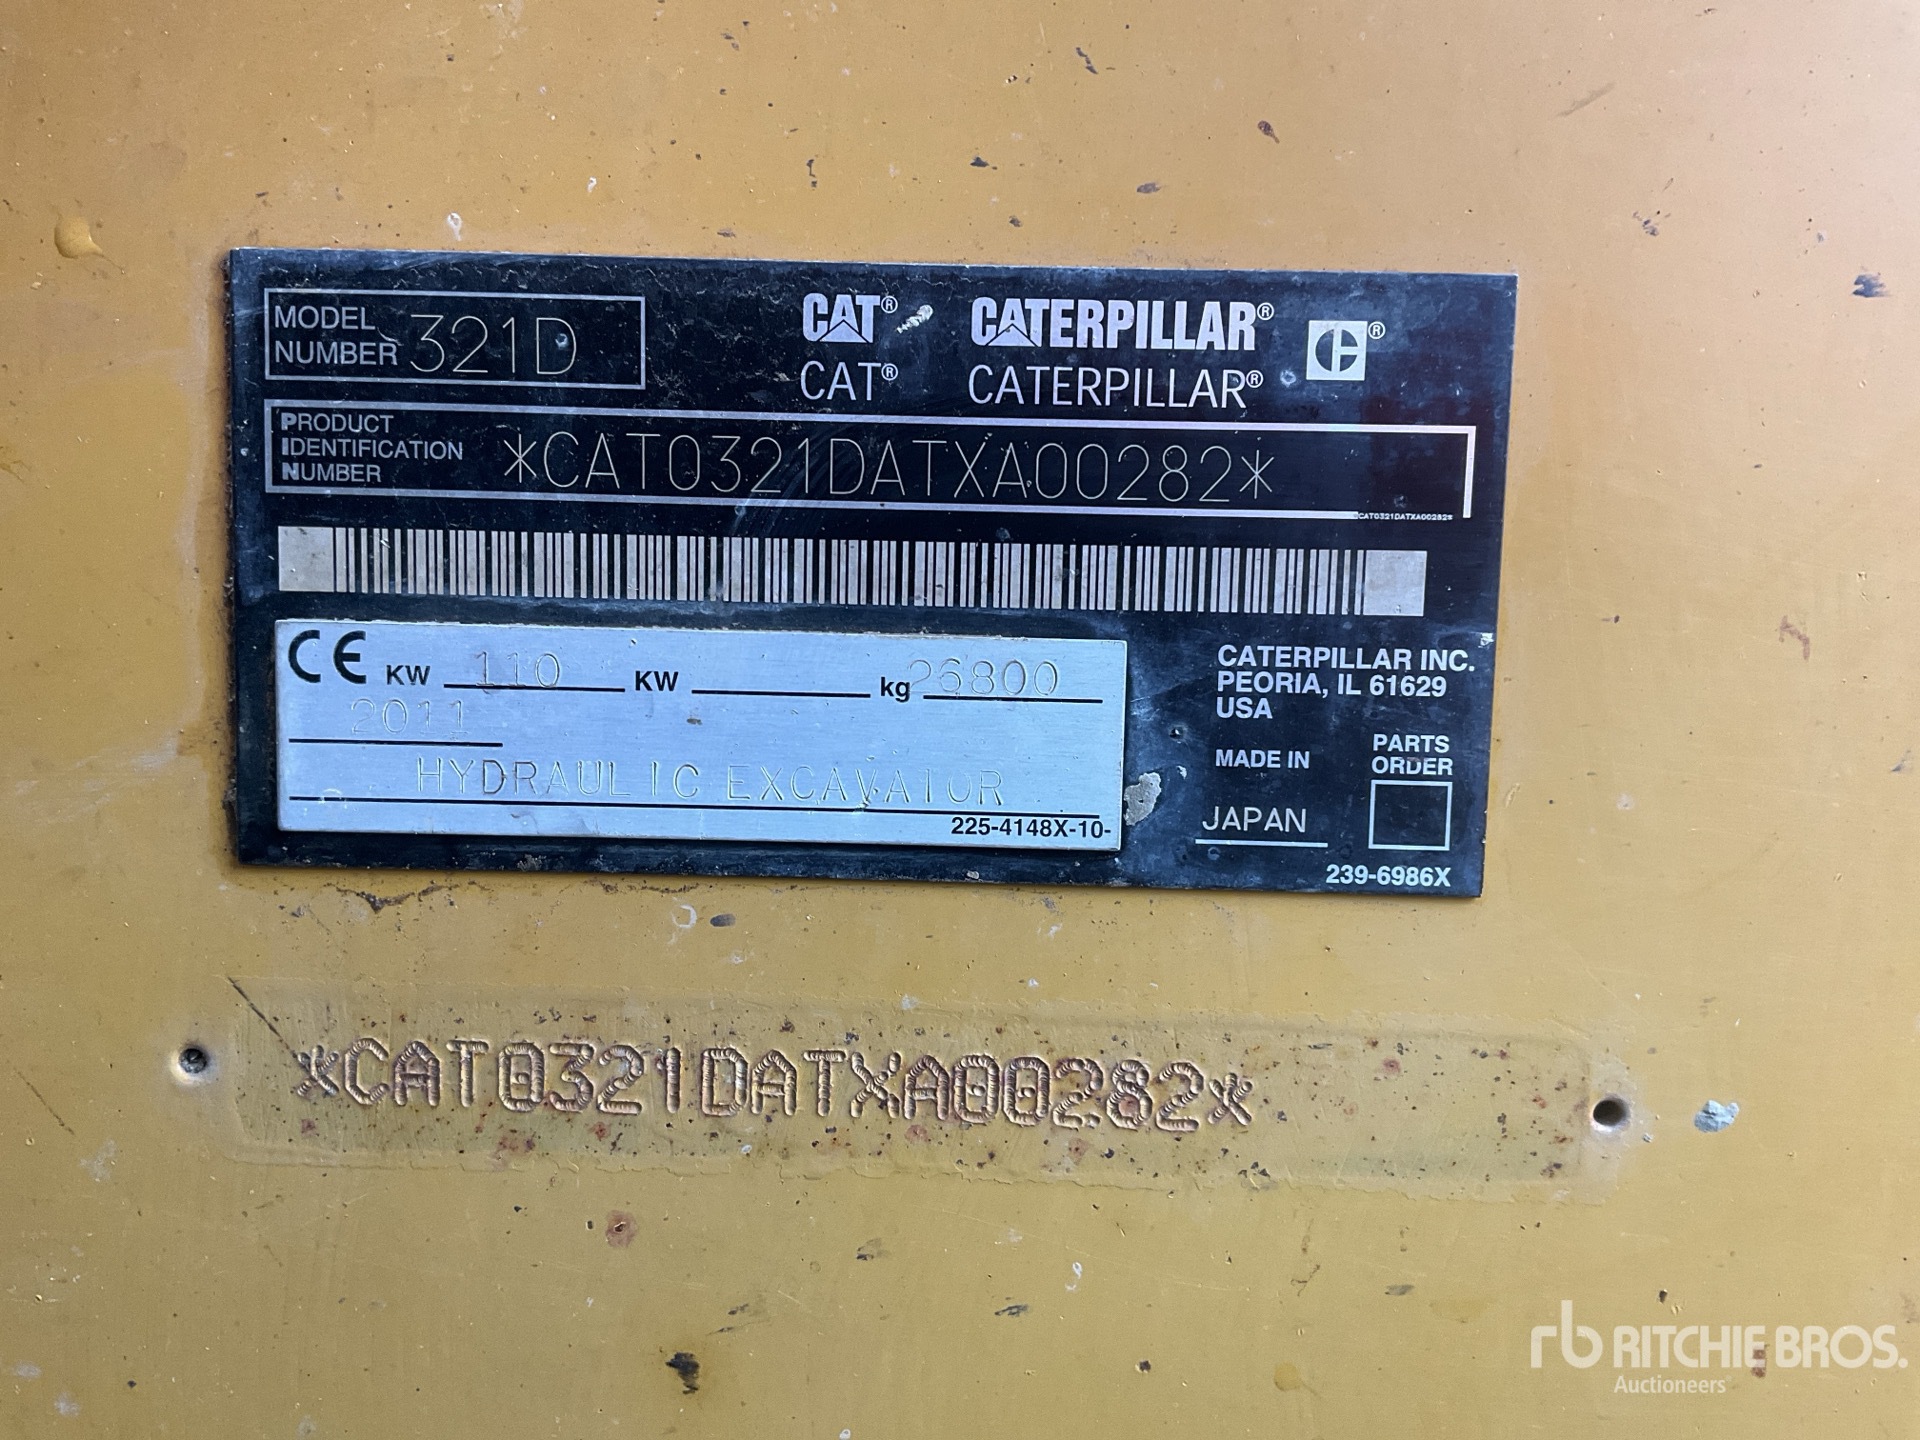 MODEL NUMBER 321D
CAT® CATERPILLAR® ®
CAT® CATERPILLAR®
PRODUCT
IDENTIFICATION
NUMBER
*CAT0321DATXA00282*
*CAT0321DATXA00282*
CE KW 110 KW kg 26800
2011
HYDRAULIC EXCAVATOR
225-4148X-10-
CATERPILLAR INC.
PEORIA, IL 61629
USA
MADE IN
JAPAN
PARTS
ORDER
239-6986X
*CAT0321DATXA00282*
rb RITCHIE BROS.
Auctioneers